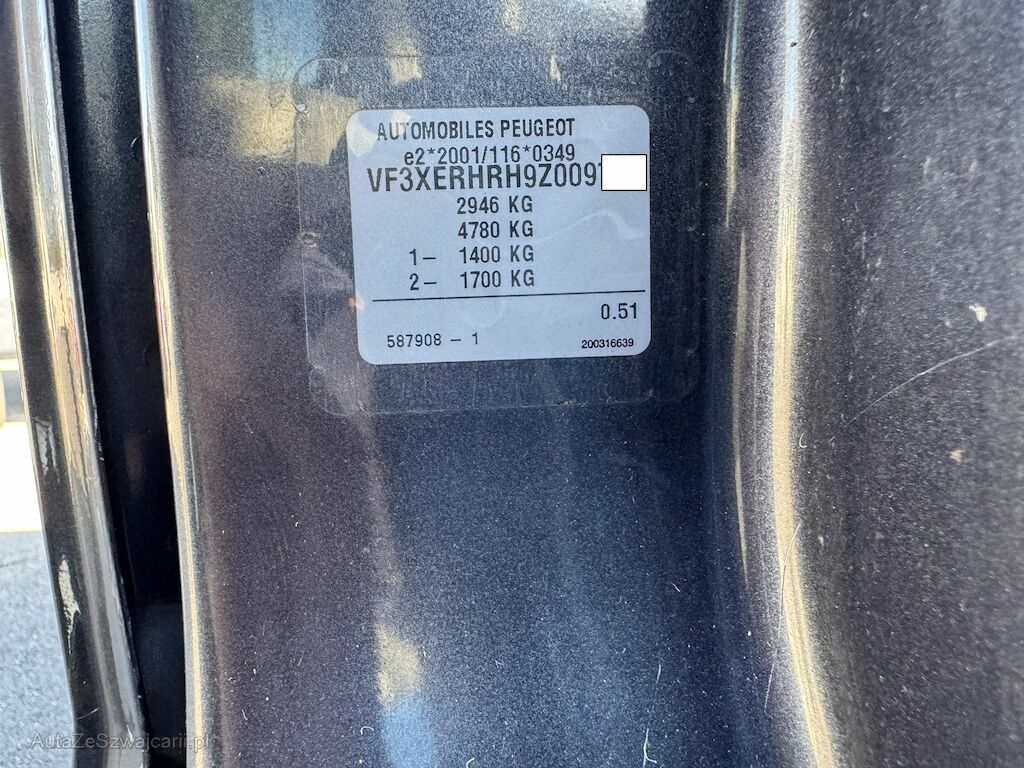 AUTOMOBILES PEUGEOT
e2*2001/116*0349
VF3XERHRH9Z009
2946 KG
4780 KG
1– 1400 KG
2– 1700 KG
0.51
587908 – 1
200316639
AutaZeSzwajcarii.pl